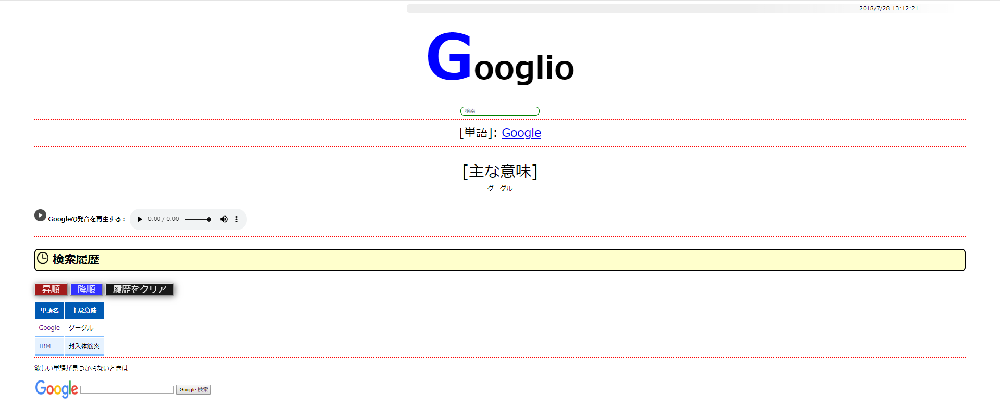 2018/7/28 13:12:21
Googlio
検索
[単語]: Google
[主な意味]
グーグル
Googleの発音を再生する： 0:00 / 0:00
検索履歴
昇順 降順 履歴をクリア
単語名 主な意味
Google グーグル
IBM 封入体筋炎
欲しい単語が見つからないときは
Google Google 検索